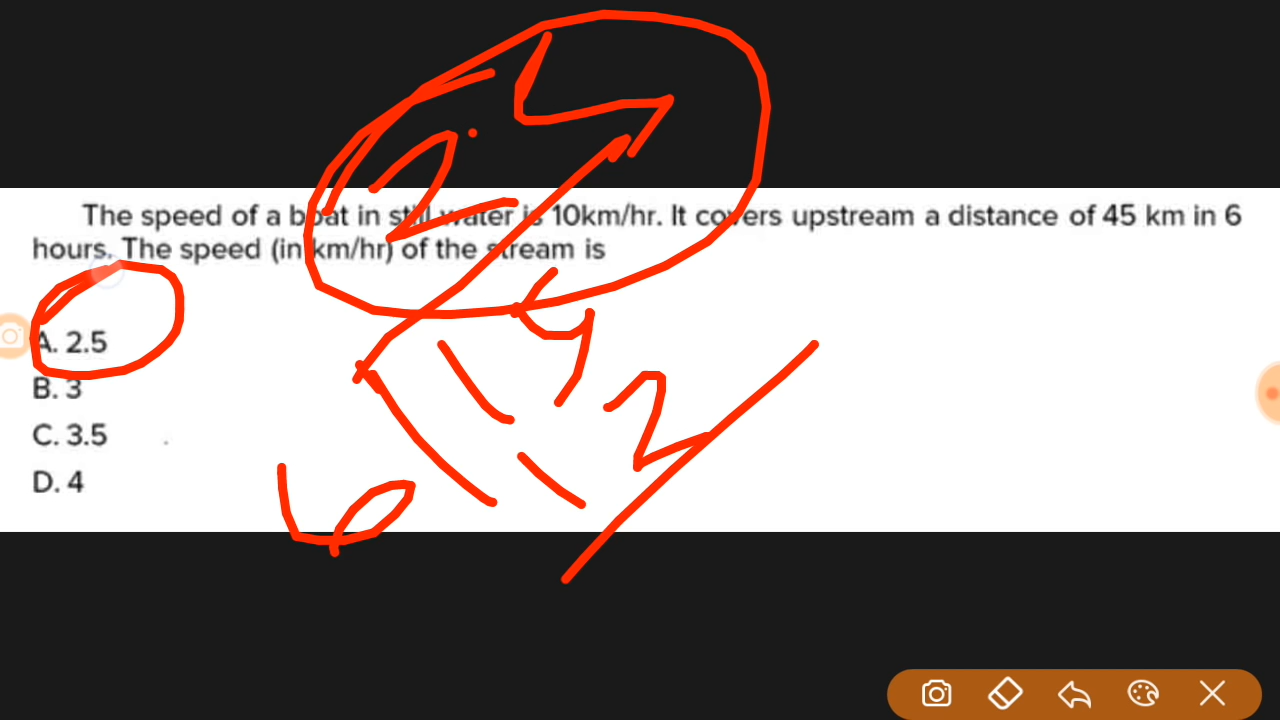 The speed of a boat in still water is 10km/hr. It covers upstream a distance of 45 km in 6
hours. The speed (in km/hr) of the stream is
A. 2.5
B. 3
C. 3.5
D. 4